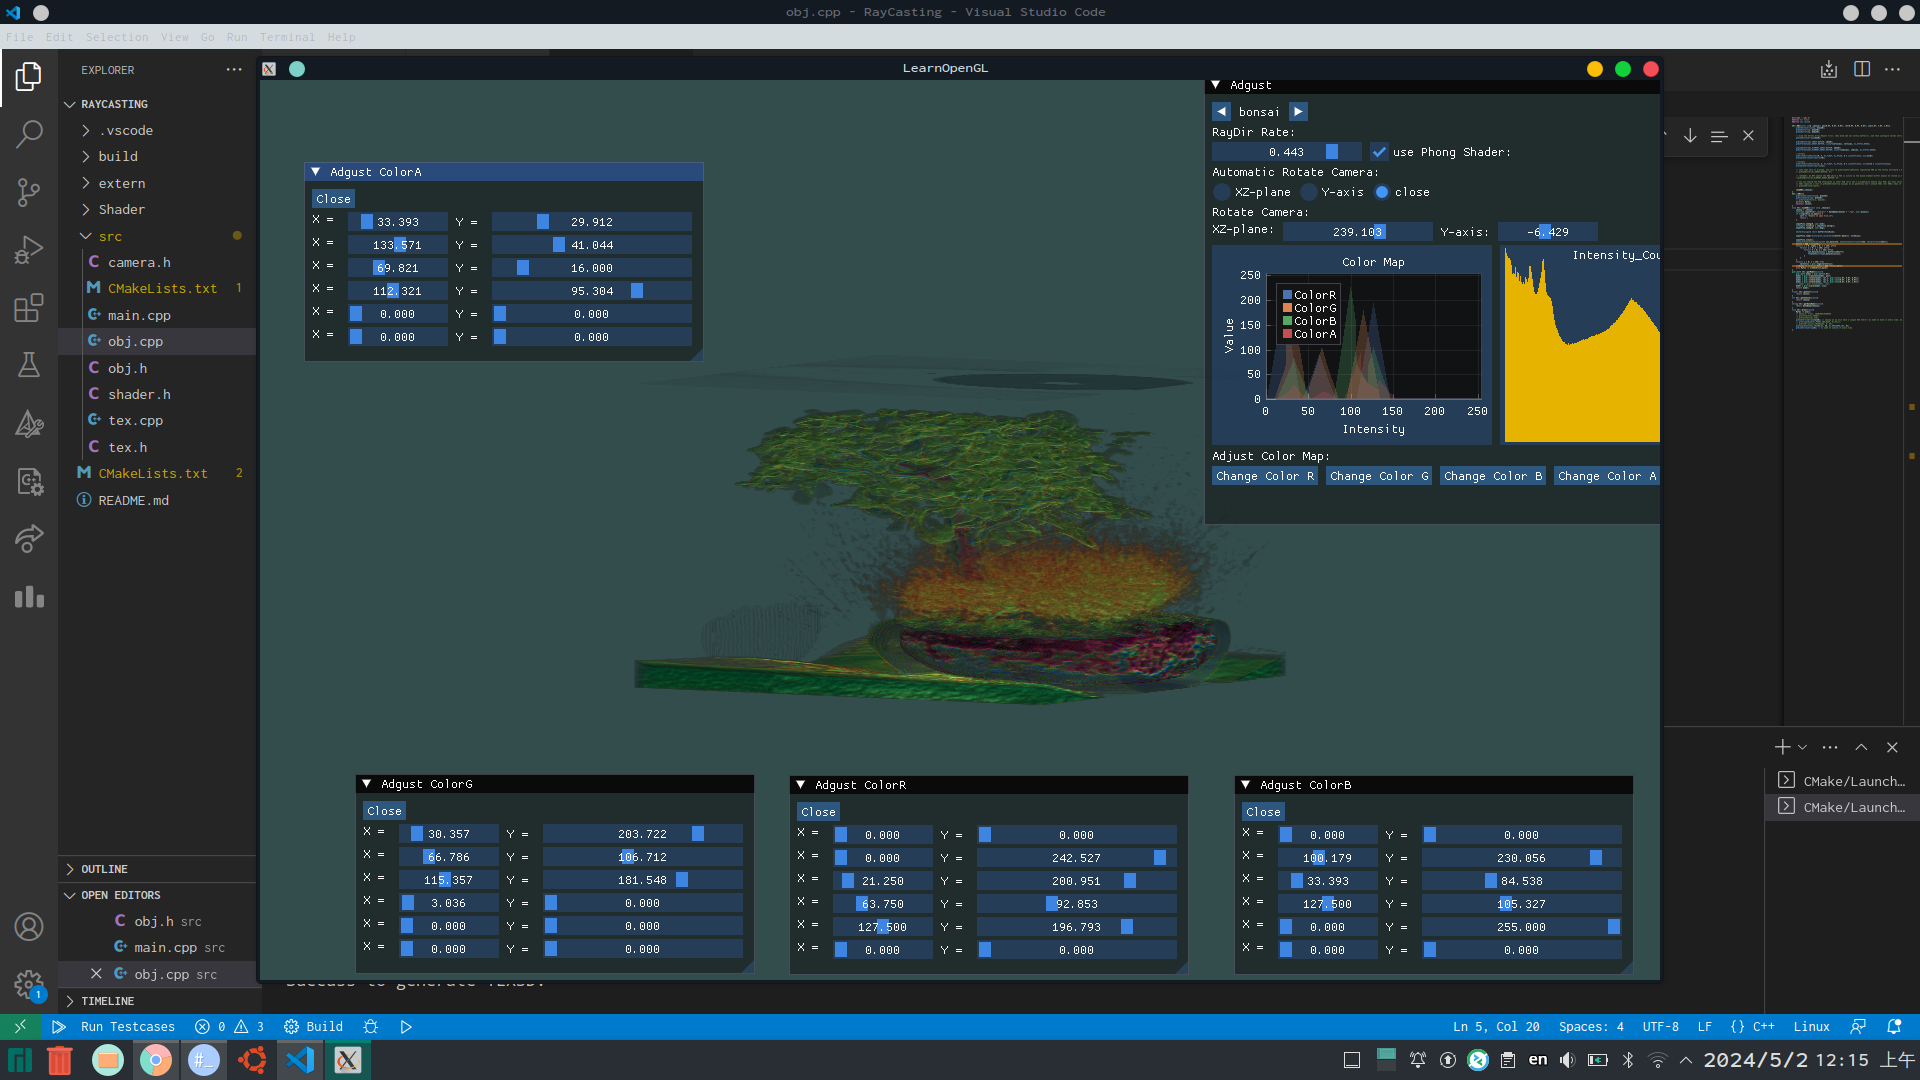 obj.cpp - RayCasting - Visual Studio Code
File Edit Selection View Go Run Terminal Help
EXPLORER
RAYCASTING
.vscode
build
extern
Shader
src
camera.h
CMakeLists.txt 1
main.cpp
obj.cpp
obj.h
shader.h
tex.cpp
tex.h
CMakeLists.txt 2
README.md
OUTLINE
OPEN EDITORS
obj.h src
main.cpp src
obj.cpp src
TIMELINE
LearnOpenGL
Adgust
bonsai
RayDir Rate:
0.443 use Phong Shader:
Automatic Rotate Camera:
XZ-plane Y-axis close
Rotate Camera:
XZ-plane: 239.103 Y-axis: -6.429
Color Map
Intensity_Cou
ColorR
ColorG
ColorB
ColorA
Value
250
200
150
100
50
0
0 50 100 150 200 250
Intensity
Adjust Color Map:
Change Color R Change Color G Change Color B Change Color A
Adgust ColorA
Close
X = 33.393 Y = 29.912
X = 133.571 Y = 41.044
X = 69.821 Y = 16.000
X = 112.321 Y = 95.304
X = 0.000 Y = 0.000
X = 0.000 Y = 0.000
Adgust ColorG
Close
X = 30.357 Y = 203.722
X = 66.786 Y = 106.712
X = 115.357 Y = 181.548
X = 3.036 Y = 0.000
X = 0.000 Y = 0.000
X = 0.000 Y = 0.000
Adgust ColorR
Close
X = 0.000 Y = 0.000
X = 0.000 Y = 242.527
X = 21.250 Y = 200.951
X = 63.750 Y = 92.853
X = 127.500 Y = 196.793
X = 0.000 Y = 0.000
Adgust ColorB
Close
X = 0.000 Y = 0.000
X = 100.179 Y = 230.056
X = 33.393 Y = 84.538
X = 127.500 Y = 105.327
X = 0.000 Y = 255.000
X = 0.000 Y = 0.000
CMake/Launch...
CMake/Launch...
1
Run Testcases 0 3 Build
Ln 5, Col 20 Spaces: 4 UTF-8 LF {} C++ Linux
#_ en 2024/5/2 12:15 上午